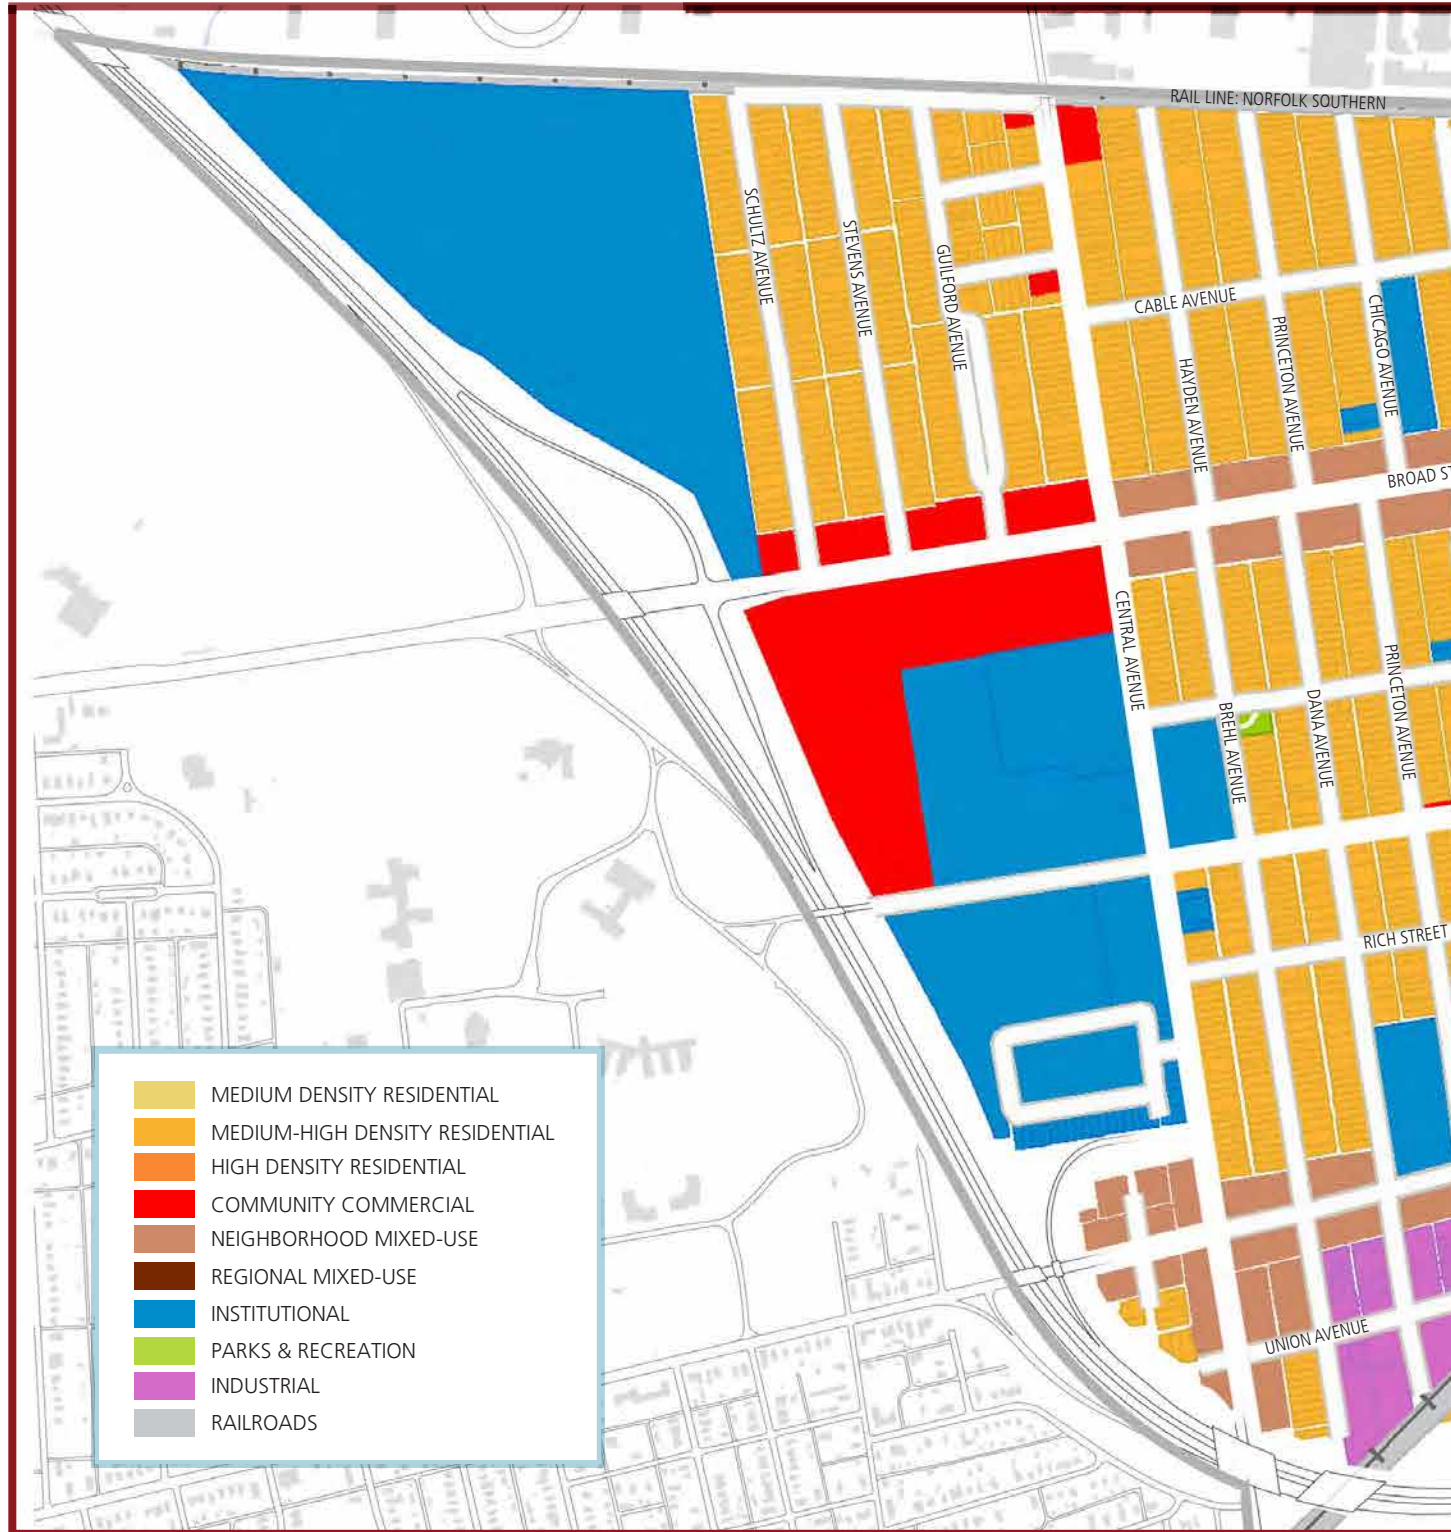 RAIL LINE: NORFOLK SOUTHERN
SCHULTZ AVENUE
STEVENS AVENUE
GUILFORD AVENUE
CABLE AVENUE
HAYDEN AVENUE
PRINCETON AVENUE
CHICAGO AVENUE
BROAD ST
CENTRAL AVENUE
BREHL AVENUE
DANA AVENUE
PRINCETON AVENUE
RICH STREET
UNION AVENUE
MEDIUM DENSITY RESIDENTIAL
MEDIUM-HIGH DENSITY RESIDENTIAL
HIGH DENSITY RESIDENTIAL
COMMUNITY COMMERCIAL
NEIGHBORHOOD MIXED-USE
REGIONAL MIXED-USE
INSTITUTIONAL
PARKS & RECREATION
INDUSTRIAL
RAILROADS